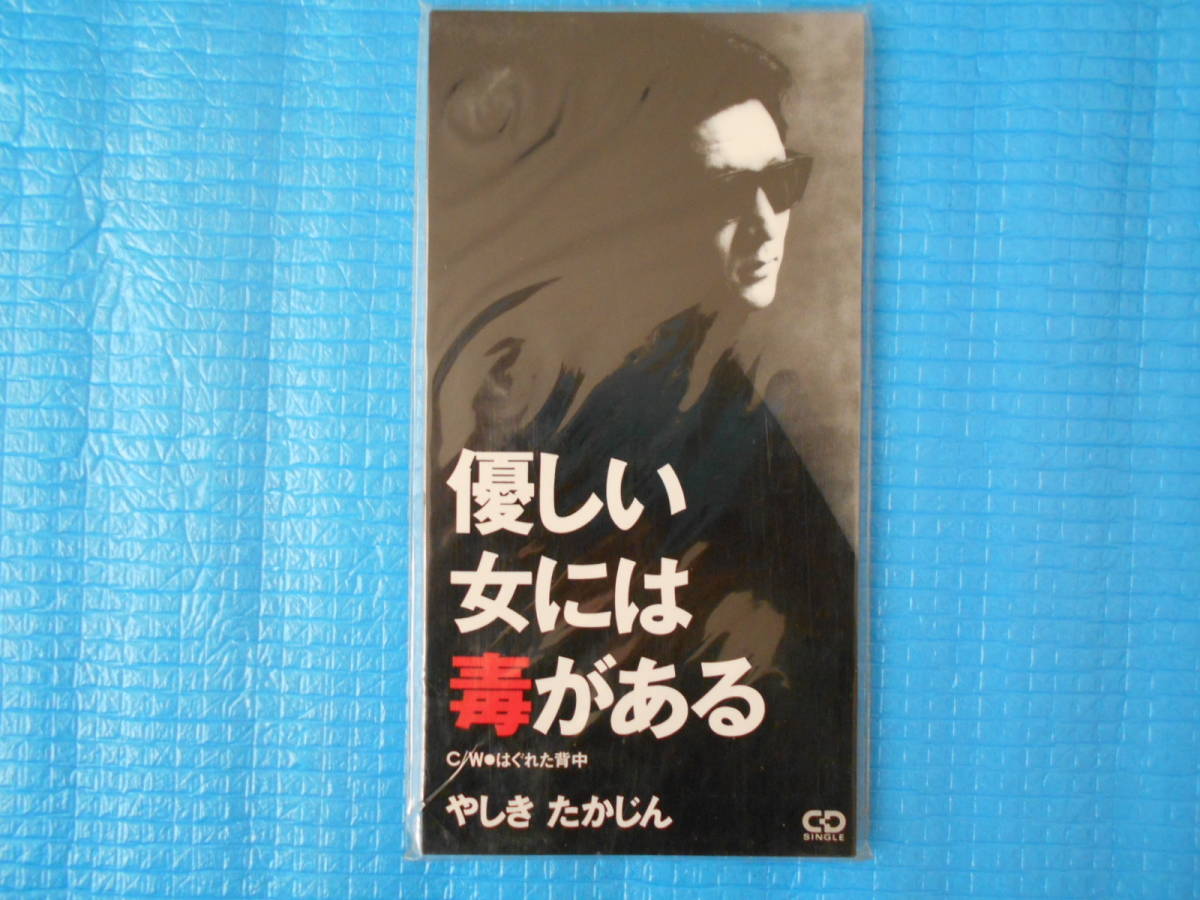 優しい
女には
毒がある
C/W●はぐれた背中
やしき たかじん
CD
SINGLE